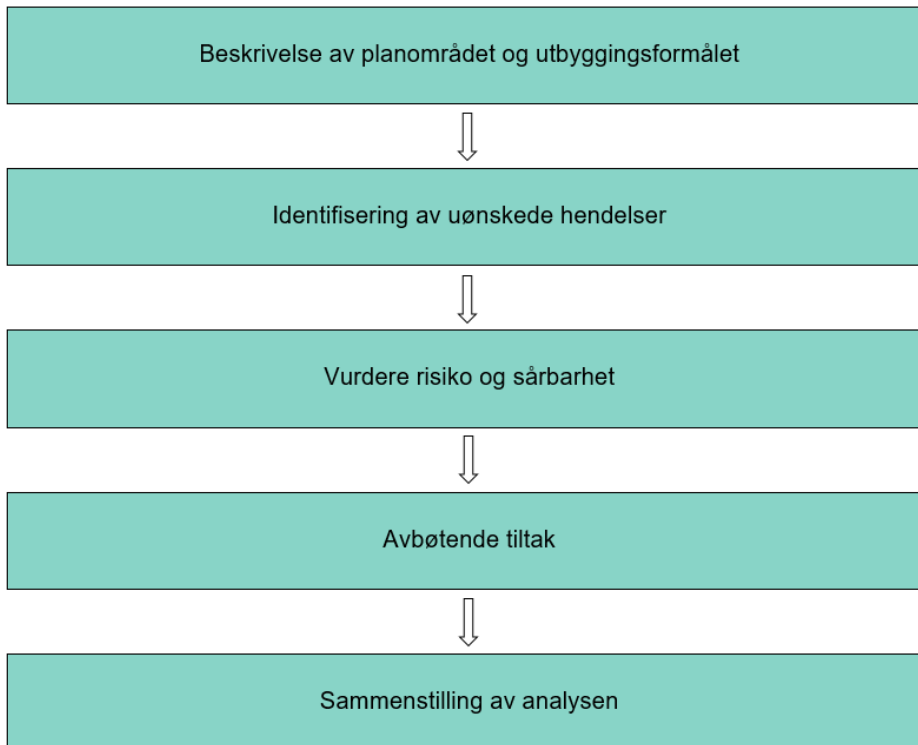 Beskrivelse av planområdet og utbyggingsformålet
Identifisering av uønskede hendelser
Vurdere risiko og sårbarhet
Avbøtende tiltak
Sammenstilling av analysen